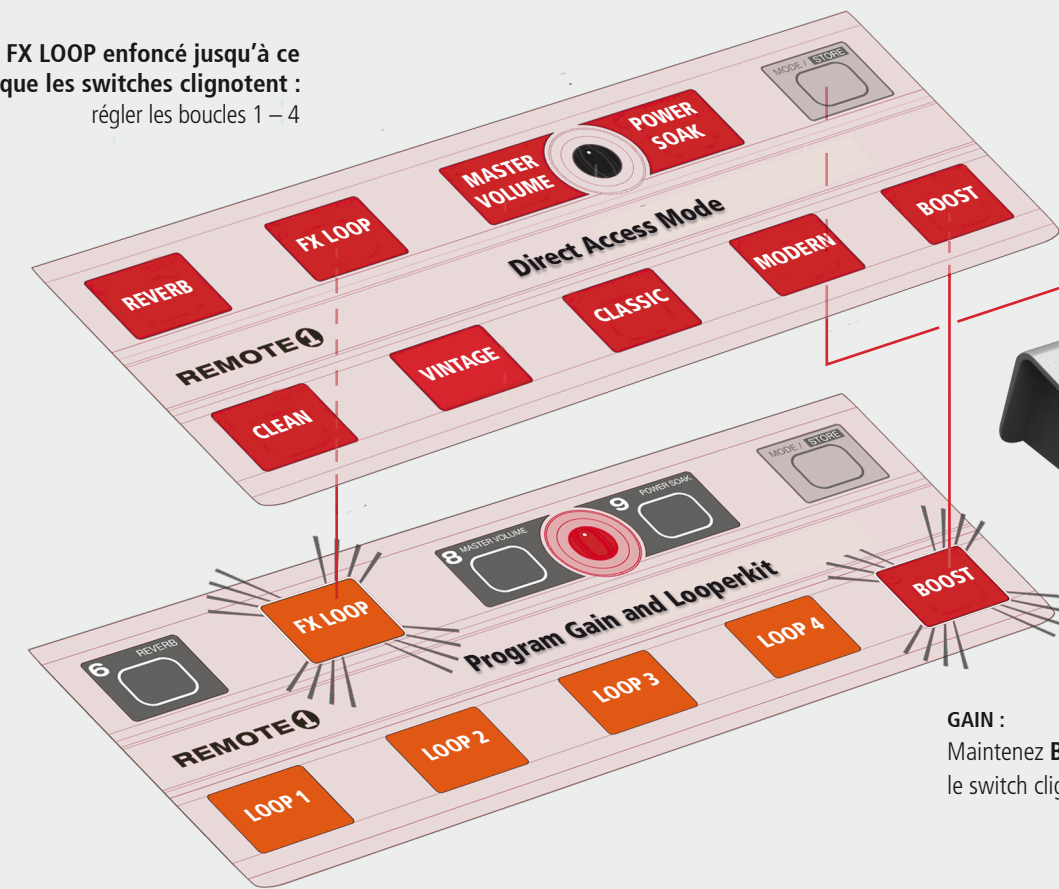 FX LOOP enfoncé jusqu'à ce
que les switches clignotent :
régler les boucles 1 – 4
MODE / STORE
MASTER
VOLUME
POWER
SOAK
REVERB
FX LOOP
Direct Access Mode
BOOST
MODERN
CLASSIC
VINTAGE
CLEAN
REMOTE 1
MODE / STORE
8 MASTER VOLUME
9 POWER SOAK
6 REVERB
FX LOOP
Program Gain and Looperkit
BOOST
LOOP 4
LOOP 3
LOOP 2
LOOP 1
REMOTE 1
GAIN :
Maintenez B
le switch clig